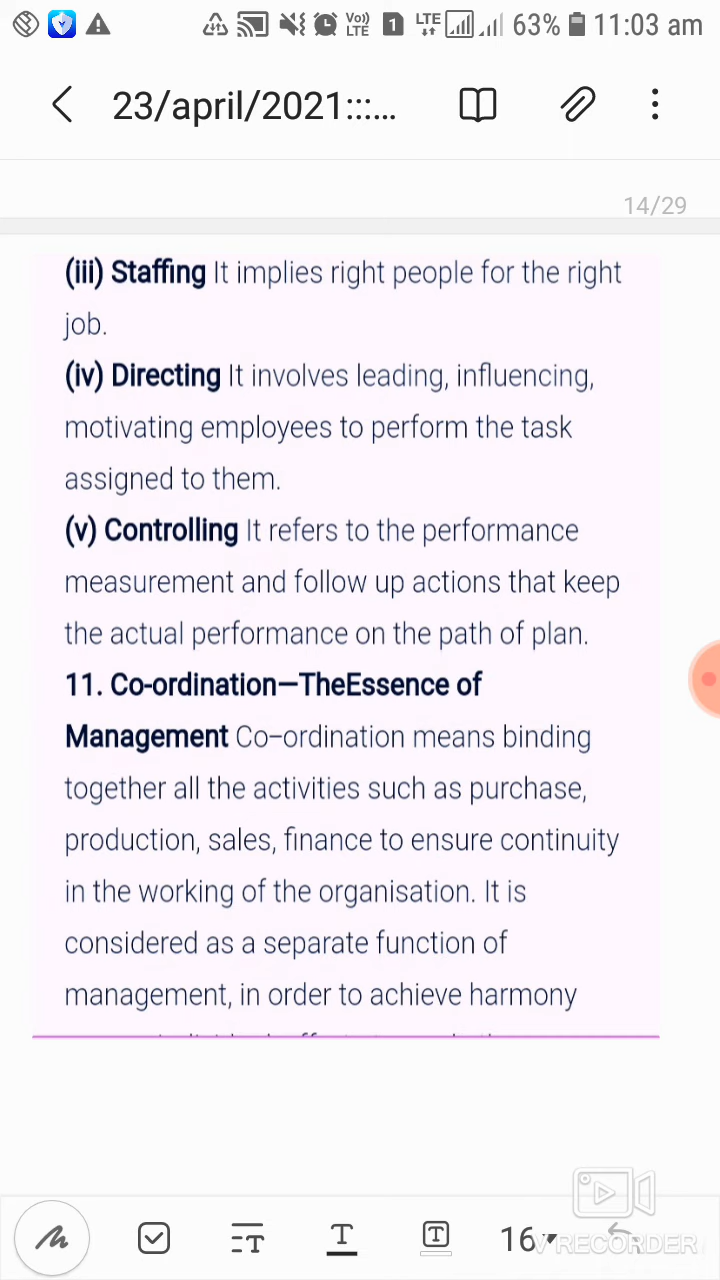 Vo)) LTE 1 LTE 63% 11:03 am
23/april/2021:::...
14/29
(iii) Staffing It implies right people for the right
job.
(iv) Directing It involves leading, influencing,
motivating employees to perform the task
assigned to them.
(v) Controlling It refers to the performance
measurement and follow up actions that keep
the actual performance on the path of plan.
11. Co-ordination—TheEssence of
Management Co–ordination means binding
together all the activities such as purchase,
production, sales, finance to ensure continuity
in the working of the organisation. It is
considered as a separate function of
management, in order to achieve harmony
T T T 16
V RECORDER